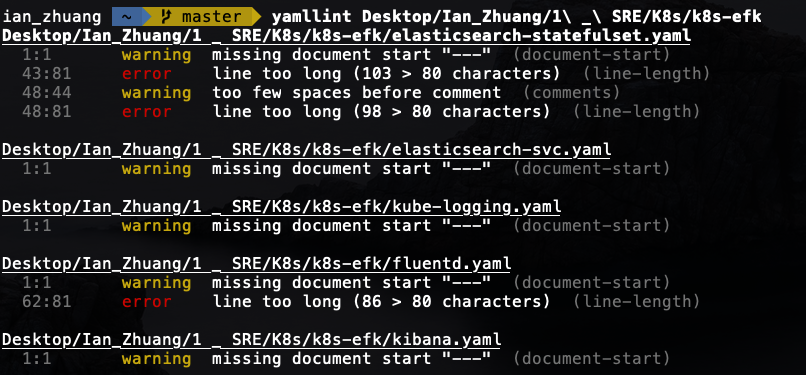 ian_zhuang ~ master yamllint Desktop/Ian_Zhuang/1\ _\ SRE/K8s/k8s-efk
Desktop/Ian_Zhuang/1 _ SRE/K8s/k8s-efk/elasticsearch-statefulset.yaml
1:1 warning missing document start "---" (document-start)
43:81 error line too long (103 > 80 characters) (line-length)
48:44 warning too few spaces before comment (comments)
48:81 error line too long (98 > 80 characters) (line-length)
Desktop/Ian_Zhuang/1 _ SRE/K8s/k8s-efk/elasticsearch-svc.yaml
1:1 warning missing document start "---" (document-start)
Desktop/Ian_Zhuang/1 _ SRE/K8s/k8s-efk/kube-logging.yaml
1:1 warning missing document start "---" (document-start)
Desktop/Ian_Zhuang/1 _ SRE/K8s/k8s-efk/fluentd.yaml
1:1 warning missing document start "---" (document-start)
62:81 error line too long (86 > 80 characters) (line-length)
Desktop/Ian_Zhuang/1 _ SRE/K8s/k8s-efk/kibana.yaml
1:1 warning missing document start "---" (document-start)